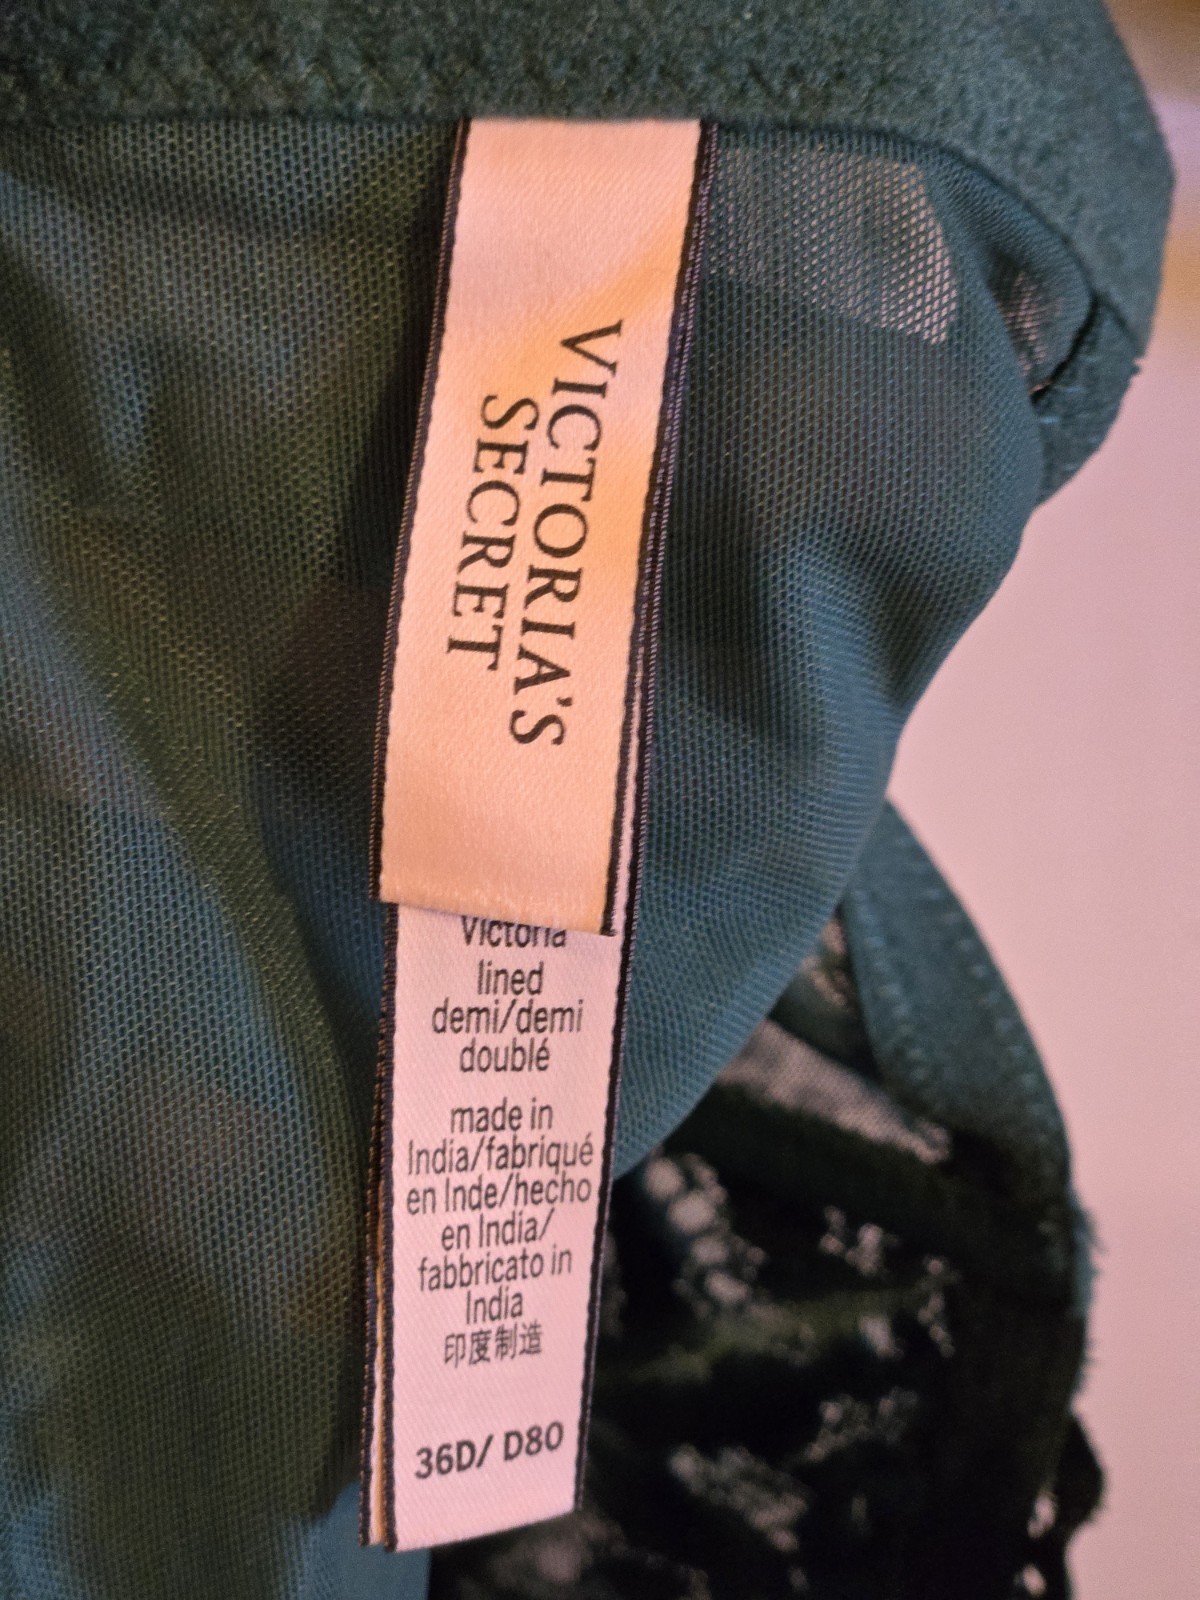 VICTORIA'S
SECRET
Victoria
lined
demi/demi
doublé
made in
India/fabriqué
en Inde/hecho
en India/
fabbricato in
India
印度制造
36D/ D80